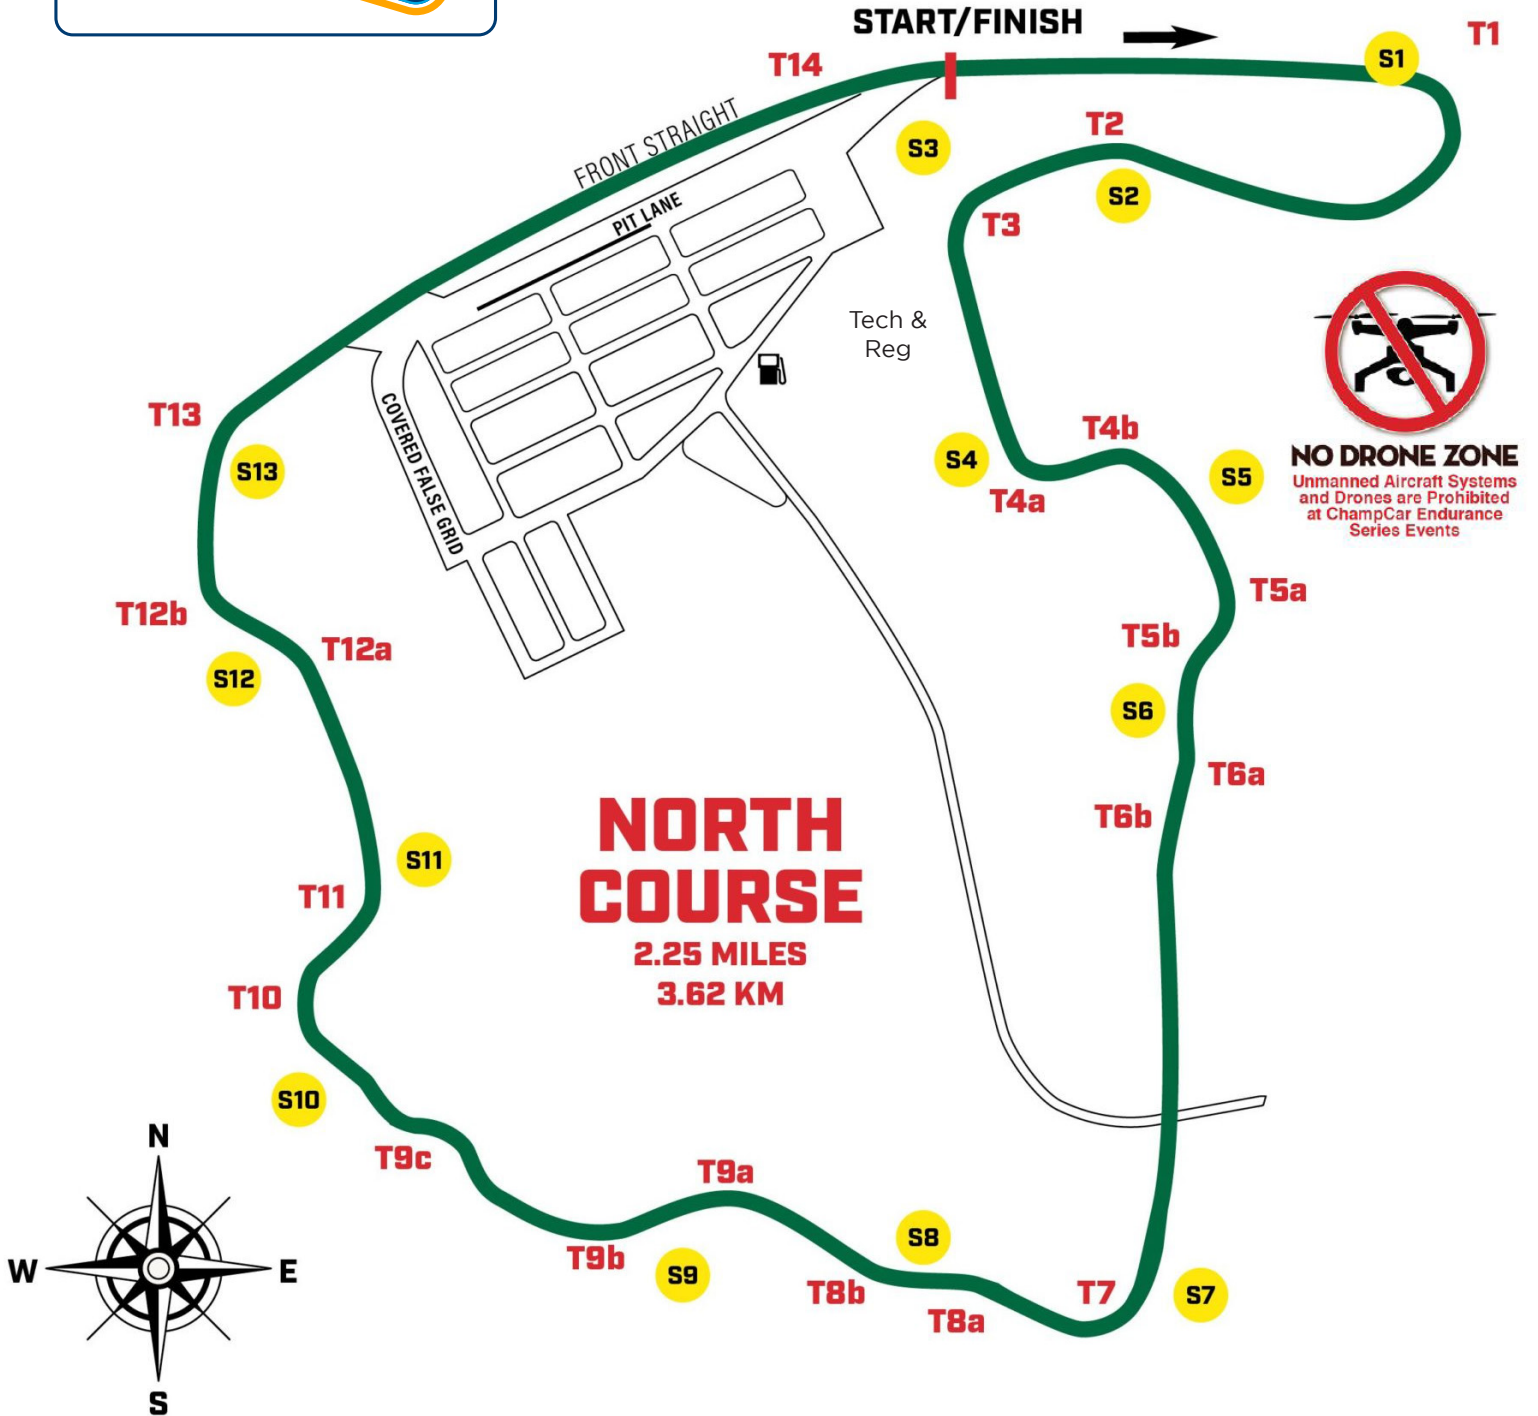 START/FINISH
T1
S1
T14
FRONT STRAIGHT
T2
S3
S2
PIT LANE
T3
Tech &
Reg
T13
COVERED FALSE GRID
T4b
S4
S5
S13
T4a
NO DRONE ZONE
Unmanned Aircraft Systems
and Drones are Prohibited
at ChampCar Endurance
Series Events
T5a
T12b
T5b
T12a
S12
S6
T6a
T6b
NORTH
COURSE
2.25 MILES
3.62 KM
S11
T11
T10
S10
N
T9c
T9a
S8
W
E
T9b
S9
T8b
T7
S7
T8a
S